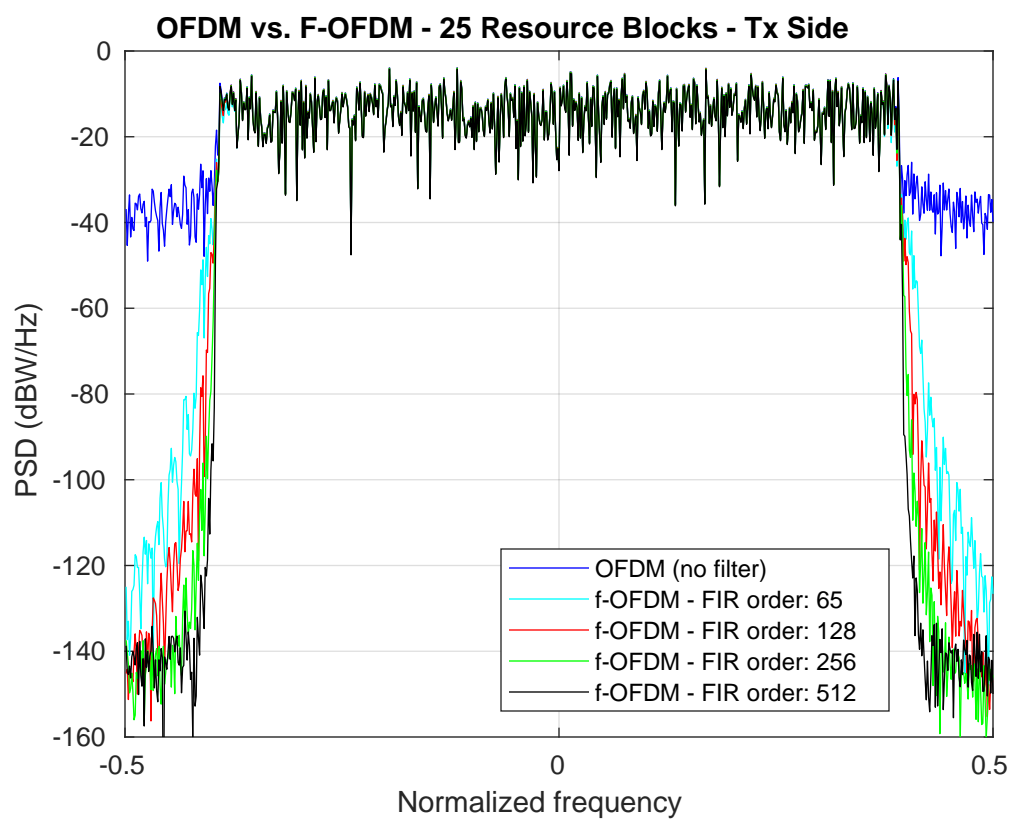 OFDM vs. F-OFDM - 25 Resource Blocks - Tx Side
0
-20
-40
-60
-80
-100
-120
-140
-160
PSD (dBW/Hz)
OFDM (no filter)
f-OFDM - FIR order: 65
f-OFDM - FIR order: 128
f-OFDM - FIR order: 256
f-OFDM - FIR order: 512
-0.5 0 0.5
Normalized frequency